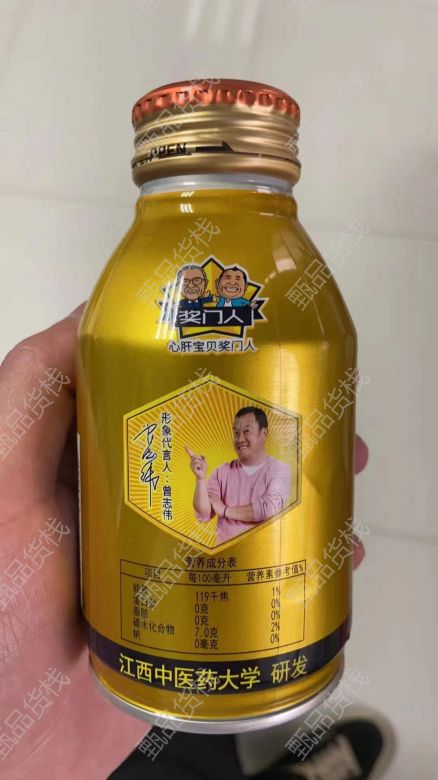 OPEN
奖门人
心肝宝贝奖门人
形象代言人：曾志伟
营养成分表
项目 每100毫升 营养素参考值%
能量 119千焦 1%
蛋白质 0克 0%
脂肪 0克 0%
碳水化合物 7.0克 2%
钠 0毫克 0%
江西中医药大学 研发
甄品货栈